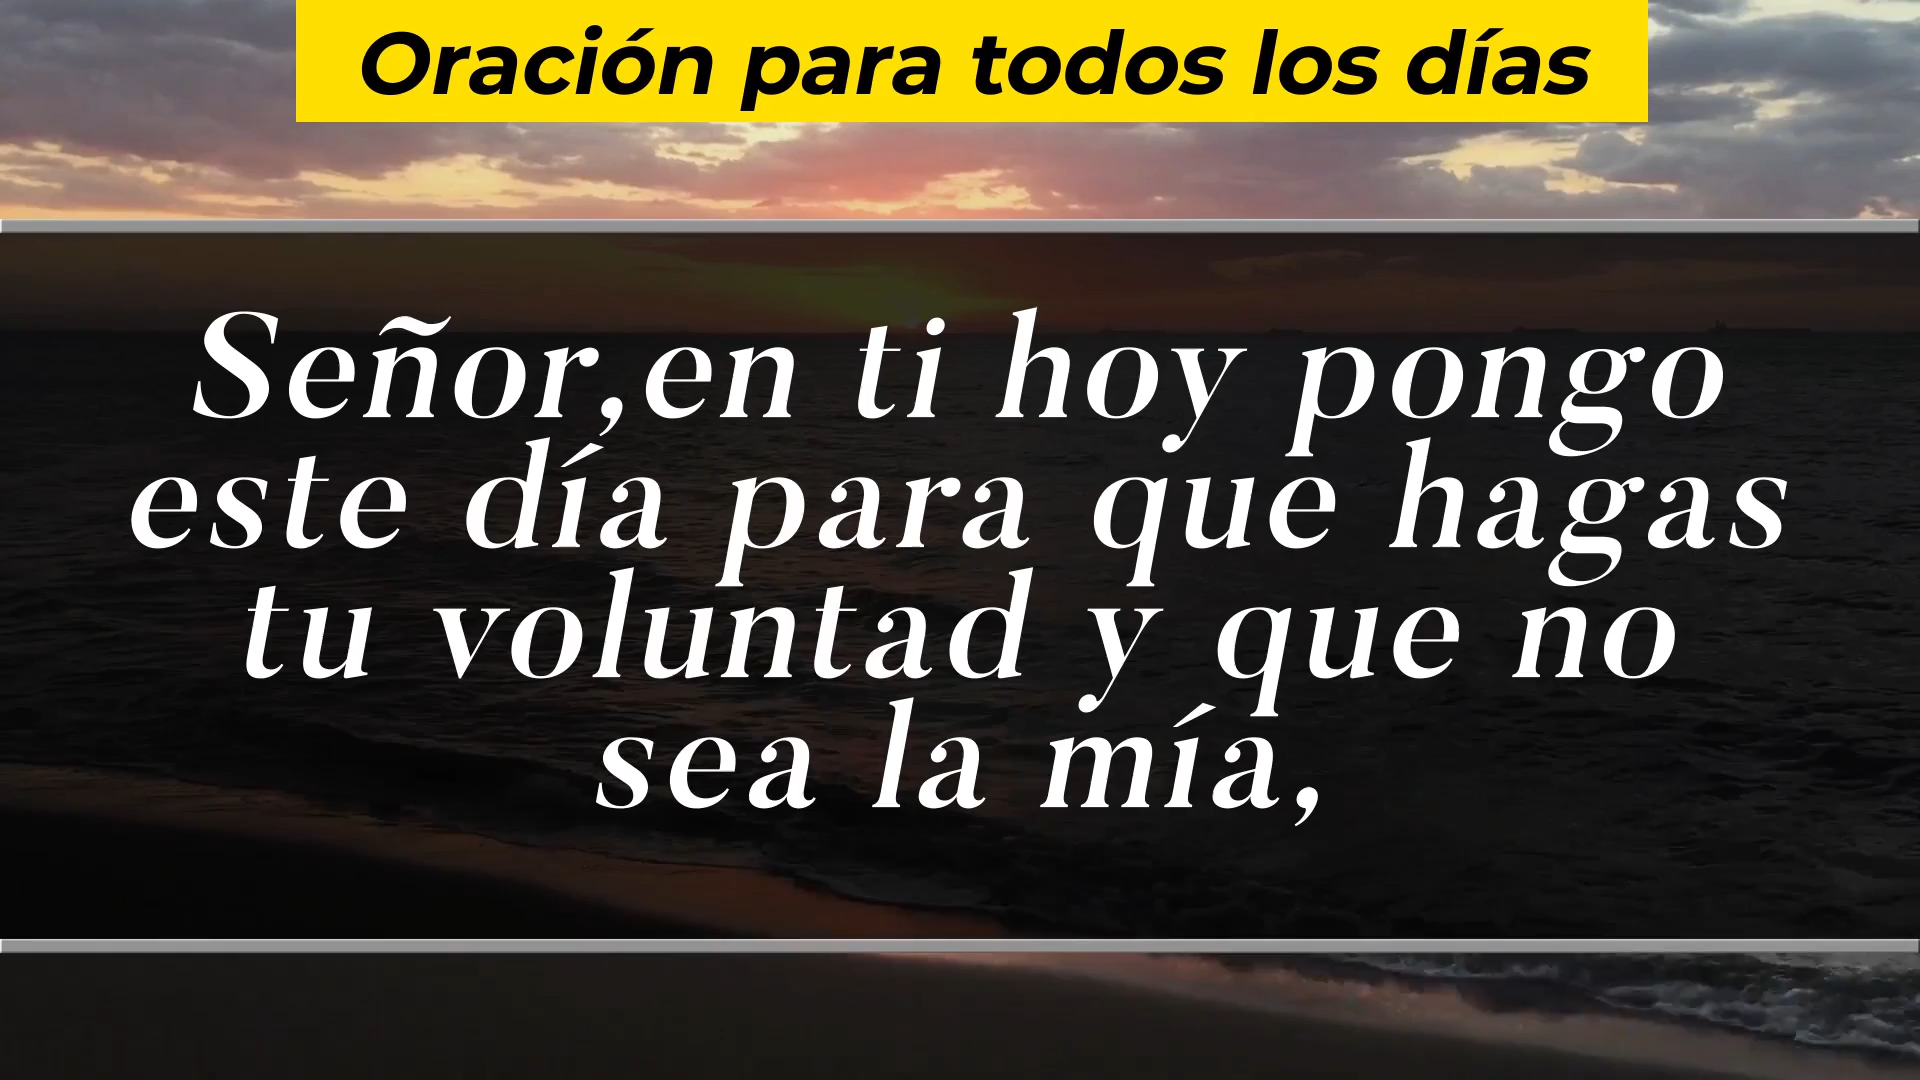 Oración para todos los días
Señor,en ti hoy pongo
este día para que hagas
tu voluntad y que no
sea la mía,